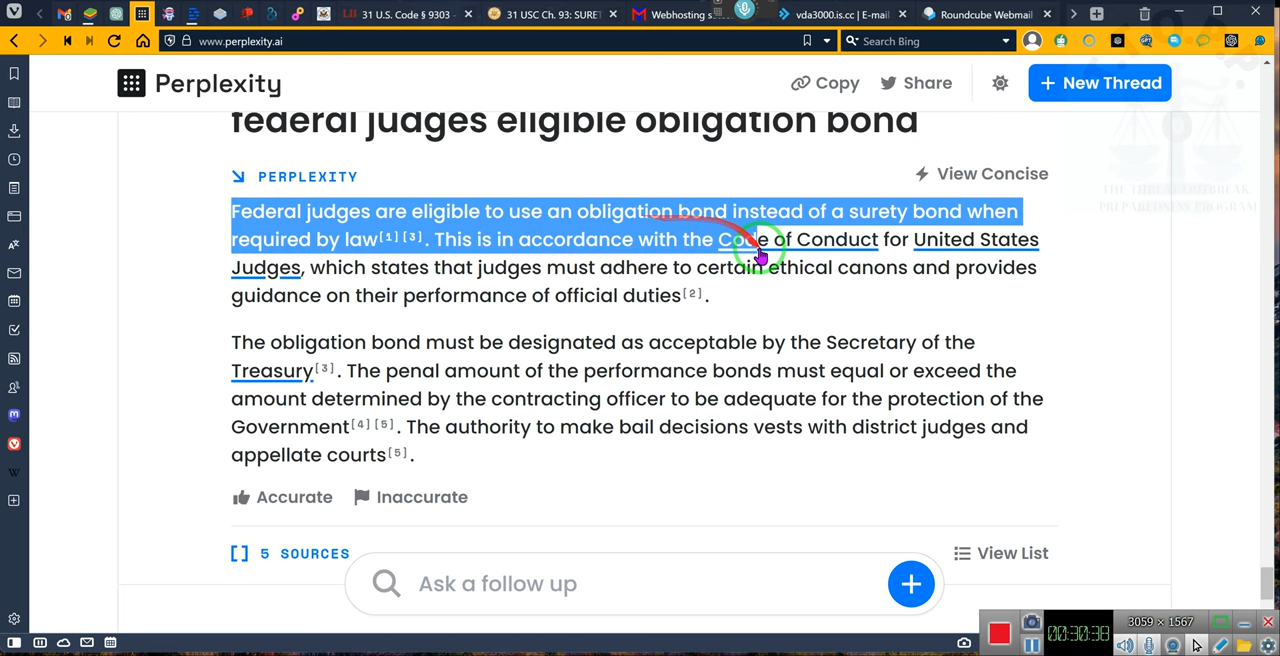 31 U.S. Code § 9303 -
31 USC Ch. 93: SURET
Webhosting s
vda3000.is.cc | E-mail
Roundcube Webmail
www.perplexity.ai
Search Bing
Perplexity
Copy
Share
New Thread
federal judges eligible obligation bond
PERPLEXITY
View Concise
Federal judges are eligible to use an obligation bond instead of a surety bond when
required by law[1][3]. This is in accordance with the Code of Conduct for United States
Judges, which states that judges must adhere to certain ethical canons and provides
guidance on their performance of official duties[2].
The obligation bond must be designated as acceptable by the Secretary of the
Treasury[3]. The penal amount of the performance bonds must equal or exceed the
amount determined by the contracting officer to be adequate for the protection of the
Government[4][5]. The authority to make bail decisions vests with district judges and
appellate courts[5].
Accurate
Inaccurate
5 SOURCES
View List
Ask a follow up
THE THREAT OUTBREAK
PREPAREDNESS PROGRAM
3059 × 1567
00:30:38